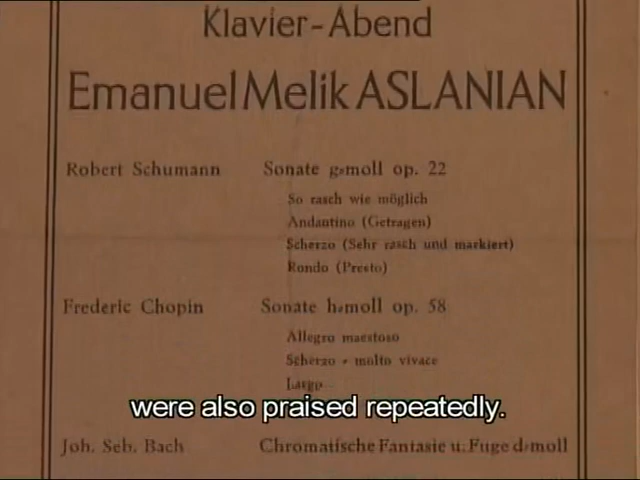 Klavier-Abend
Emanuel Melik ASLANIAN
Robert Schumann Sonate g-moll op. 22
So rasch wie möglich
Andantino (Getragen)
Scherzo (Sehr rasch und markiert)
Rondo (Presto)
Frederic Chopin Sonate h-moll op. 58
Allegro maestoso
Scherzo - molto vivace
Largo
were also praised repeatedly.
Joh. Seb. Bach Chromatische Fantasie u. Fuge d-moll